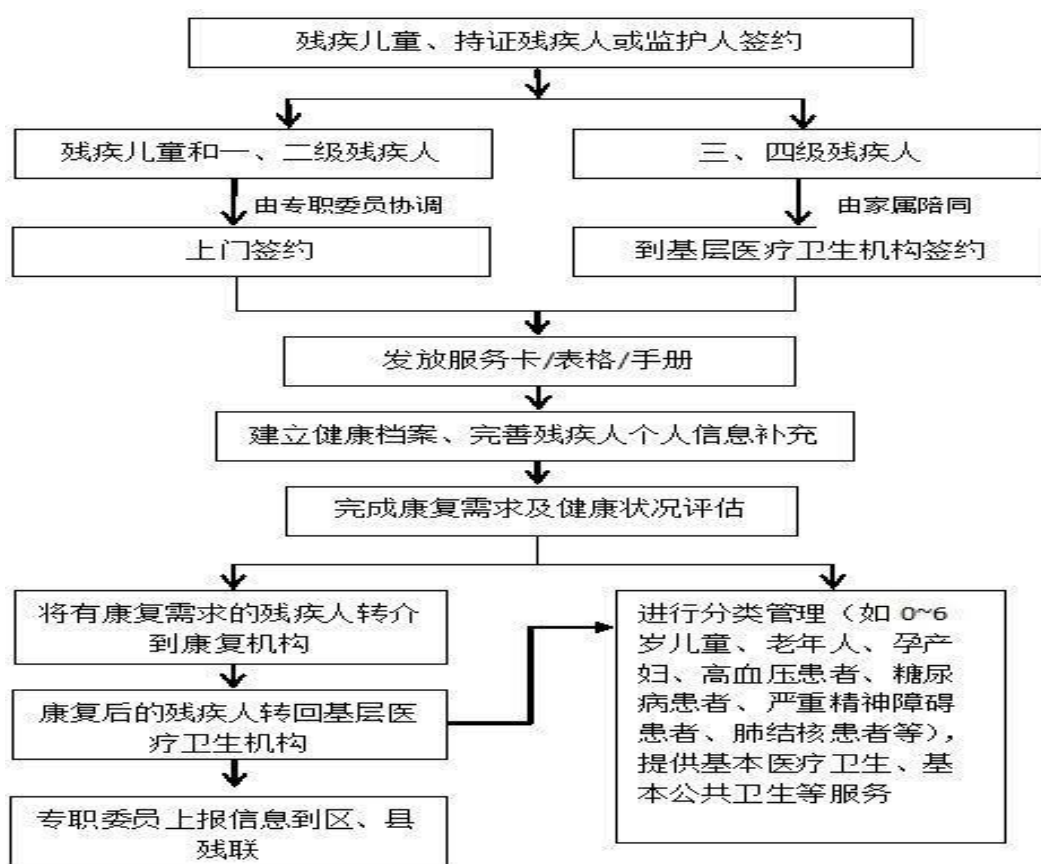 残疾儿童、持证残疾人或监护人签约
残疾儿童和一、二级残疾人
三、四级残疾人
由专职委员协调
由家属陪同
上门签约
到基层医疗卫生机构签约
发放服务卡/表格/手册
建立健康档案、完善残疾人个人信息补充
完成康复需求及健康状况评估
将有康复需求的残疾人转介
到康复机构
康复后的残疾人转回基层医
疗卫生机构
专职委员上报信息到区、县
残联
进行分类管理（如 0~6
岁儿童、老年人、孕产
妇、高血压患者、糖尿
病患者、严重精神障碍
患者、肺结核患者等），
提供基本医疗卫生、基
本公共卫生等服务